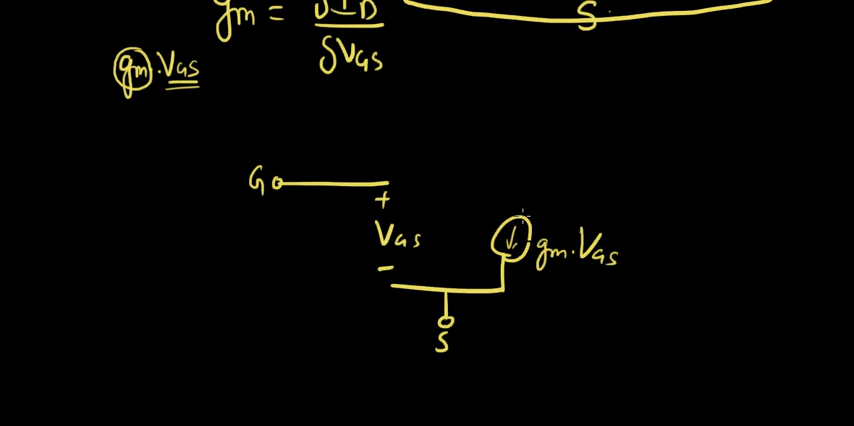 gm = δID
S
δVGS
gm.VGS
G
+
VGS
gm.VGS
-
S